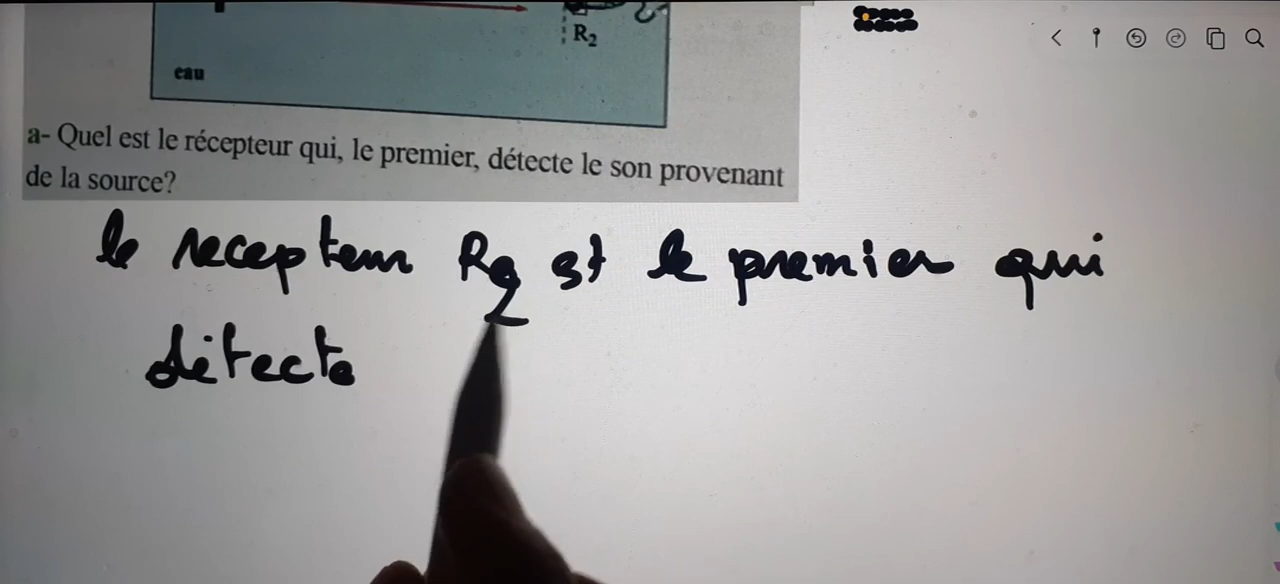 R₂
eau
a- Quel est le récepteur qui, le premier, détecte le son provenant
de la source?
le recepteur R2 est le premier qui
détecte